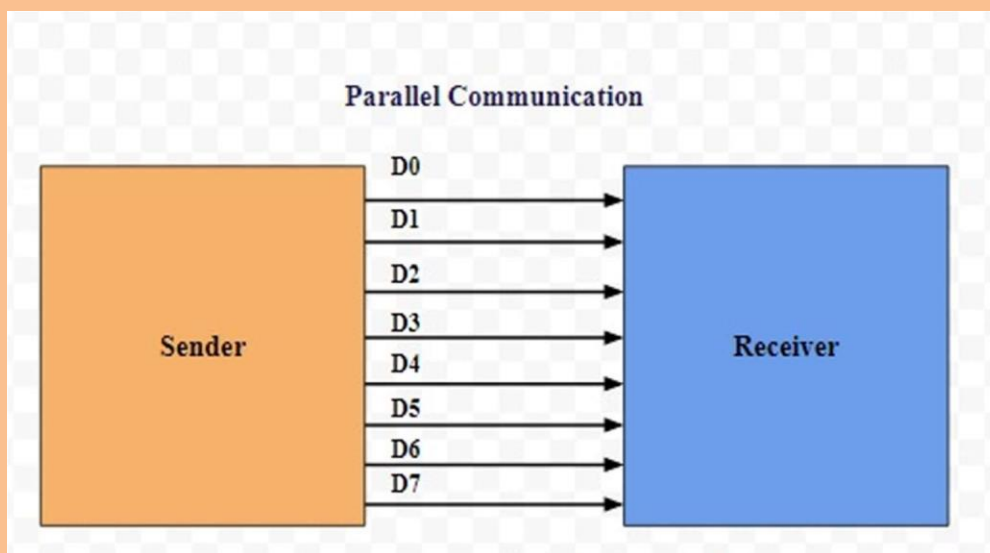 Parallel Communication
D0
D1
D2
D3
Sender
Receiver
D4
D5
D6
D7